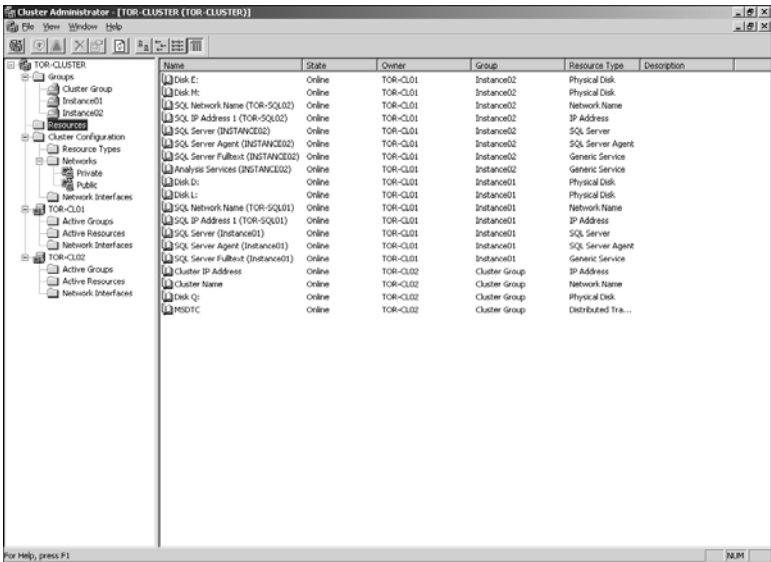 Cluster Administrator - [TOR-CLUSTER (TOR-CLUSTER)]
File View Window Help
TOR-CLUSTER
Groups
Cluster Group
Instance01
Instance02
Resources
Cluster Configuration
Resource Types
Networks
Private
Public
Network Interfaces
TOR-CL01
Active Groups
Active Resources
Network Interfaces
TOR-CL02
Active Groups
Active Resources
Network Interfaces
Name State Owner Group Resource Type Description
Disk E: Online TOR-CL01 Instance02 Physical Disk
Disk M: Online TOR-CL01 Instance02 Physical Disk
SQL Network Name (TOR-SQL02) Online TOR-CL01 Instance02 Network Name
SQL IP Address 1 (TOR-SQL02) Online TOR-CL01 Instance02 IP Address
SQL Server (INSTANCE02) Online TOR-CL01 Instance02 SQL Server
SQL Server Agent (INSTANCE02) Online TOR-CL01 Instance02 SQL Server Agent
SQL Server Fulltext (INSTANCE02) Online TOR-CL01 Instance02 Generic Service
Analysis Services (INSTANCE02) Online TOR-CL01 Instance02 Generic Service
Disk D: Online TOR-CL01 Instance01 Physical Disk
Disk L: Online TOR-CL01 Instance01 Physical Disk
SQL Network Name (TOR-SQL01) Online TOR-CL01 Instance01 Network Name
SQL IP Address 1 (TOR-SQL01) Online TOR-CL01 Instance01 IP Address
SQL Server (Instance01) Online TOR-CL01 Instance01 SQL Server
SQL Server Agent (Instance01) Online TOR-CL01 Instance01 SQL Server Agent
SQL Server Fulltext (Instance01) Online TOR-CL01 Instance01 Generic Service
Cluster IP Address Online TOR-CL02 Cluster Group IP Address
Cluster Name Online TOR-CL02 Cluster Group Network Name
Disk Q: Online TOR-CL02 Cluster Group Physical Disk
MSDTC Online TOR-CL02 Cluster Group Distributed Tra...
For Help, press F1
NUM